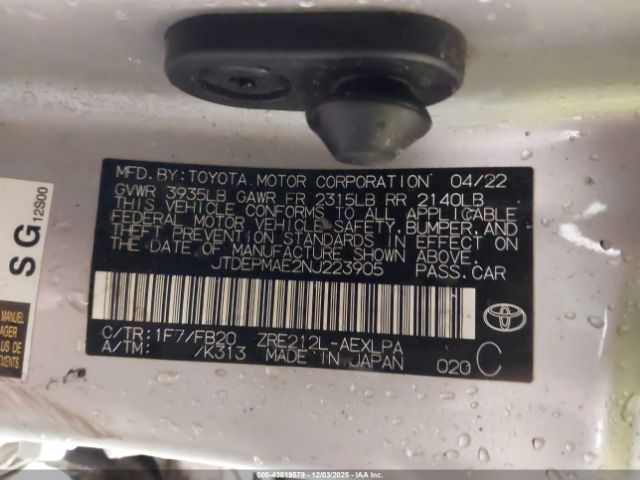 MFD. BY: TOYOTA MOTOR CORPORATION 04/22
GVWR 3935LB GAWR FR 2315LB RR 2140LB
THIS VEHICLE CONFORMS TO ALL APPLICABLE
FEDERAL MOTOR VEHICLE SAFETY, BUMPER, AND
THEFT PREVENTION STANDARDS IN EFFECT ON
THE DATE OF MANUFACTURE SHOWN ABOVE.
JTDEPMAE2NJ223905 PASS. CAR
C/TR: 1F7/FB20 ZRE212L-AEXLPA
A/TM: /K313 MADE IN JAPAN 020 C
SG
12S00
MANUEL
000-43819579 - 12/03/2025 - IAA, Inc.